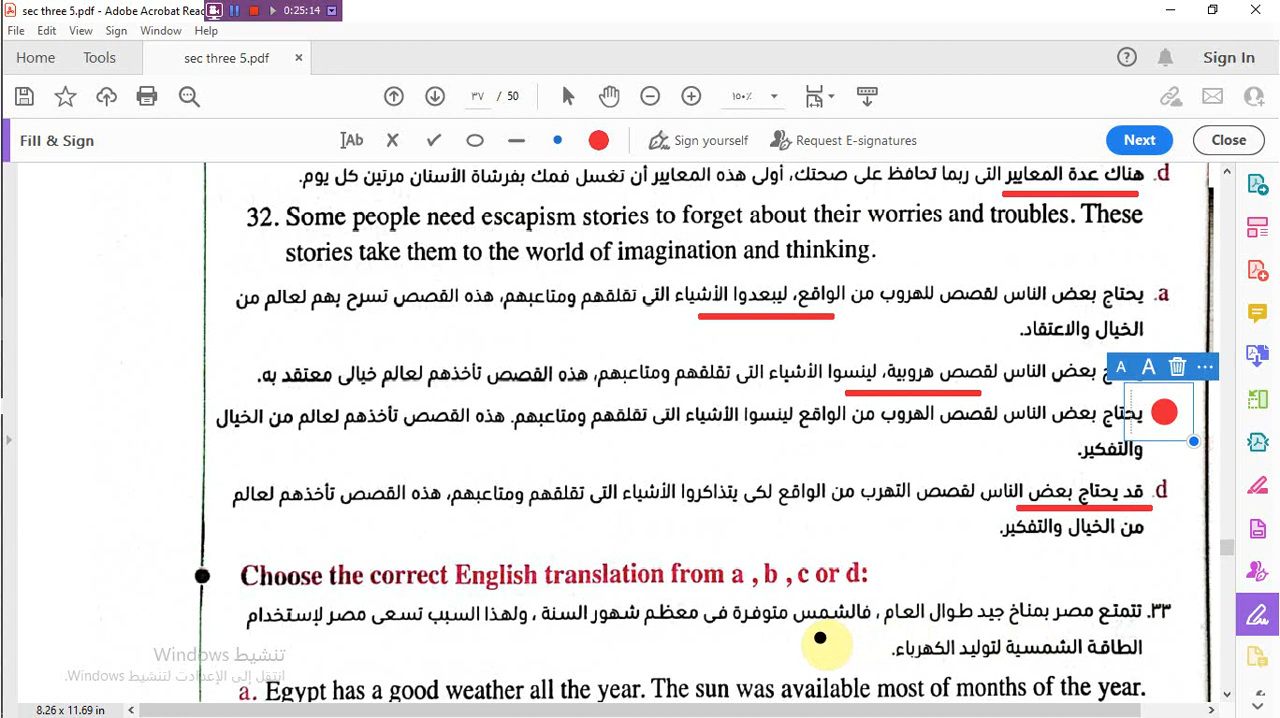 sec three 5.pdf - Adobe Acrobat Rea
0:25:14
File Edit View Sign Window Help
Home Tools sec three 5.pdf × Sign In
٣٧ / 50 ١٥٠٪
Fill & Sign Ab Sign yourself Request E-signatures Next Close
d. هناك عدة المعايير التى ربما تحافظ على صحتك، أولى هذه المعايير أن تغسل فمك بفرشاة الأسنان مرتين كل يوم.
32. Some people need escapism stories to forget about their worries and troubles. These
stories take them to the world of imagination and thinking.
a. يحتاج بعض الناس لقصص للهروب من الواقع، ليبعدوا الأشياء التي تقلقهم ومتاعبهم، هذه القصص تسرح بهم لعالم من
الخيال والاعتقاد.
A A
بعض الناس لقصص هروبية، لينسوا الأشياء التى تقلقهم ومتاعبهم، هذه القصص تأخذهم لعالم خيالى معتقد به.
يحتاج بعض الناس لقصص الهروب من الواقع لينسوا الأشياء التى تقلقهم ومتاعبهم. هذه القصص تأخذهم لعالم من الخيال
والتفكير.
d. قد يحتاج بعض الناس لقصص التهرب من الواقع لكى يتذاكروا الأشياء التى تقلقهم ومتاعبهم، هذه القصص تأخذهم لعالم
من الخيال والتفكير.
Choose the correct English translation from a , b , c or d:
٣٣. تتمتع مصر بمناخ جيد طوال العام ، فالشمس متوفرة فى معظم شهور السنة ، ولهذا السبب تسعى مصر لإستخدام
الطاقة الشمسية لتوليد الكهرباء.
تنشيط Windows
انتقل إلى الإعدادات لتنشيط Windows.
a. Egypt has a good weather all the year. The sun was available most of months of the year.
8.26 x 11.69 in